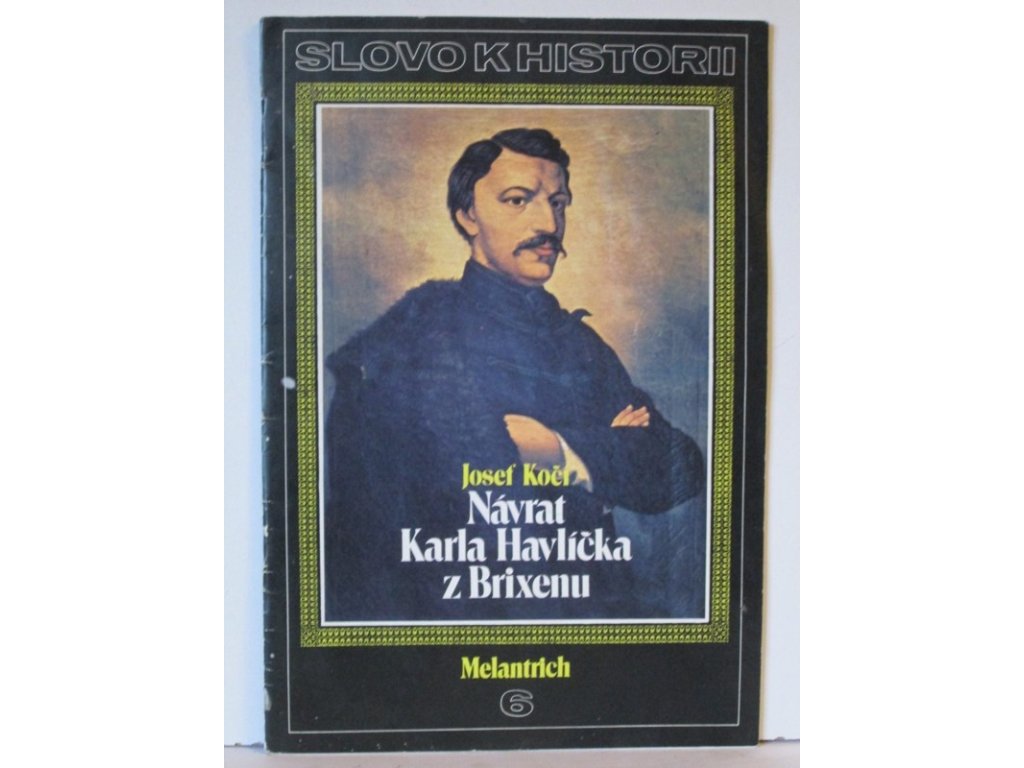 SLOVO K HISTORII
Josef Kočí
Návrat
Karla Havlíčka
z Brixenu
Melantrich
6